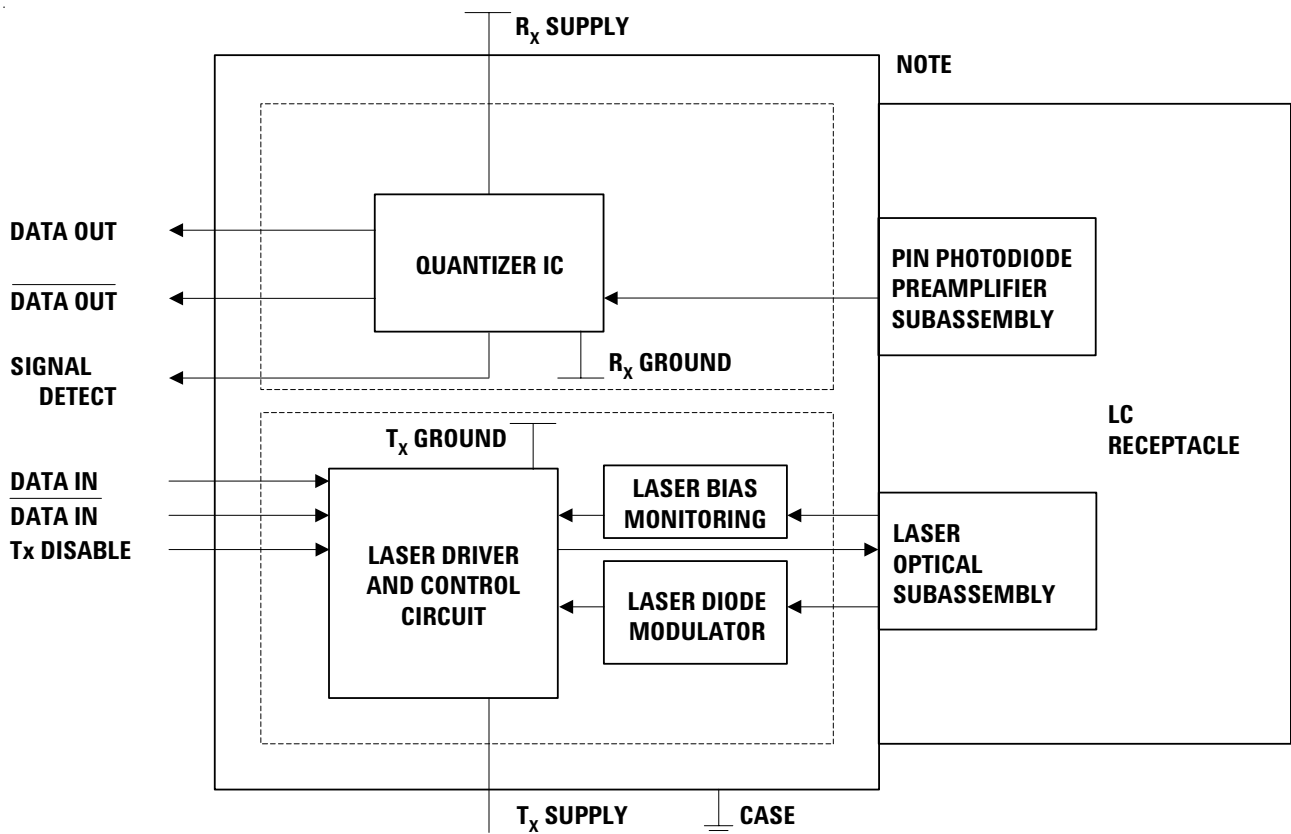 R_X SUPPLY
NOTE
DATA OUT
QUANTIZER IC
PIN PHOTODIODE
PREAMPLIFIER
SUBASSEMBLY
DATA OUT
SIGNAL
DETECT
R_X GROUND
LC
RECEPTACLE
T_X GROUND
DATA IN
DATA IN
Tx DISABLE
LASER DRIVER
AND CONTROL
CIRCUIT
LASER BIAS
MONITORING
LASER DIODE
MODULATOR
LASER
OPTICAL
SUBASSEMBLY
T_X SUPPLY
CASE